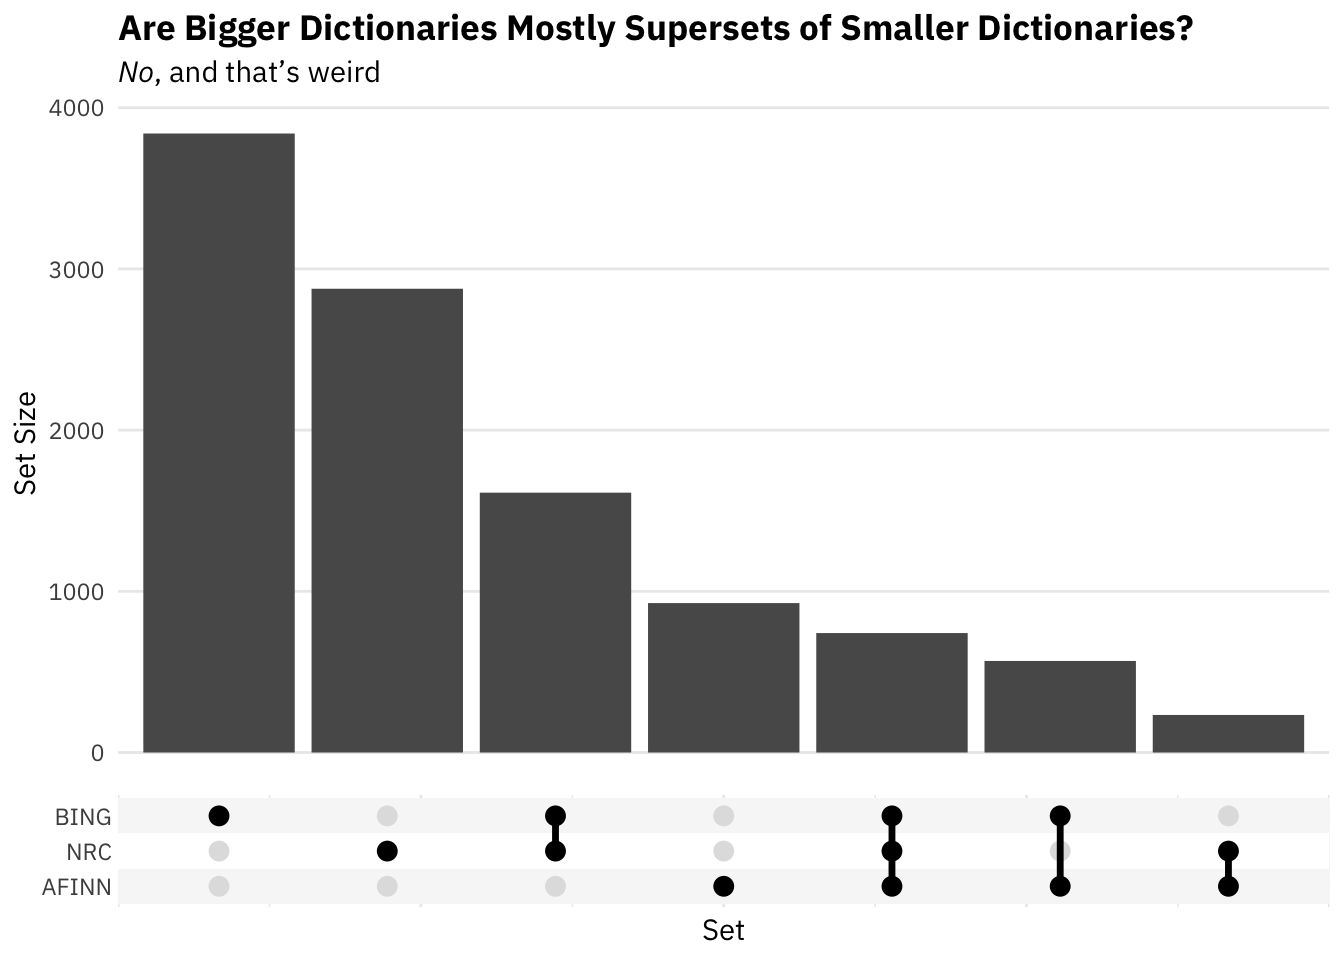 Are Bigger Dictionaries Mostly Supersets of Smaller Dictionaries?
No, and that’s weird
4000
3000
2000
1000
0
Set Size
BING
NRC
AFINN
Set